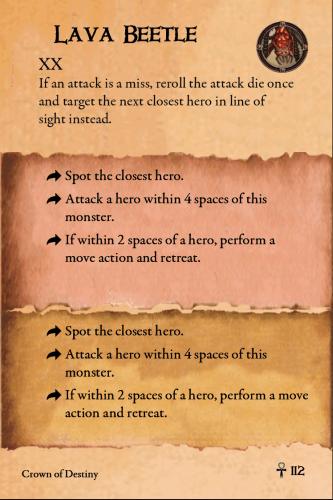 Lava Beetle
XX
If an attack is a miss, reroll the attack die once
and target the next closest hero in line of
sight instead.
Spot the closest hero.
Attack a hero within 4 spaces of this
monster.
If within 2 spaces of a hero, perform a
move action and retreat.
Spot the closest hero.
Attack a hero within 4 spaces of this
monster.
If within 2 spaces of a hero, perform a move
action and retreat.
Crown of Destiny
112